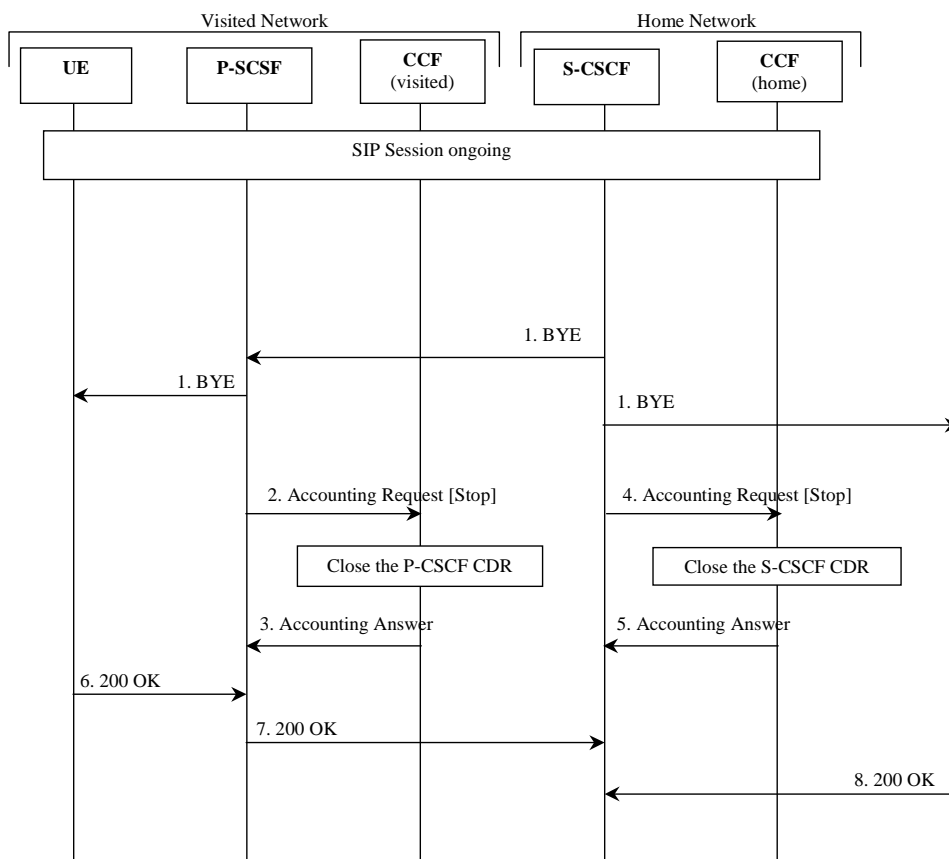 Visited Network
Home Network
UE
P-SCSF
CCF
(visited)
S-CSCF
CCF
(home)
SIP Session ongoing
1. BYE
1. BYE
1. BYE
2. Accounting Request [Stop]
4. Accounting Request [Stop]
Close the P-CSCF CDR
Close the S-CSCF CDR
3. Accounting Answer
5. Accounting Answer
6. 200 OK
7. 200 OK
8. 200 OK